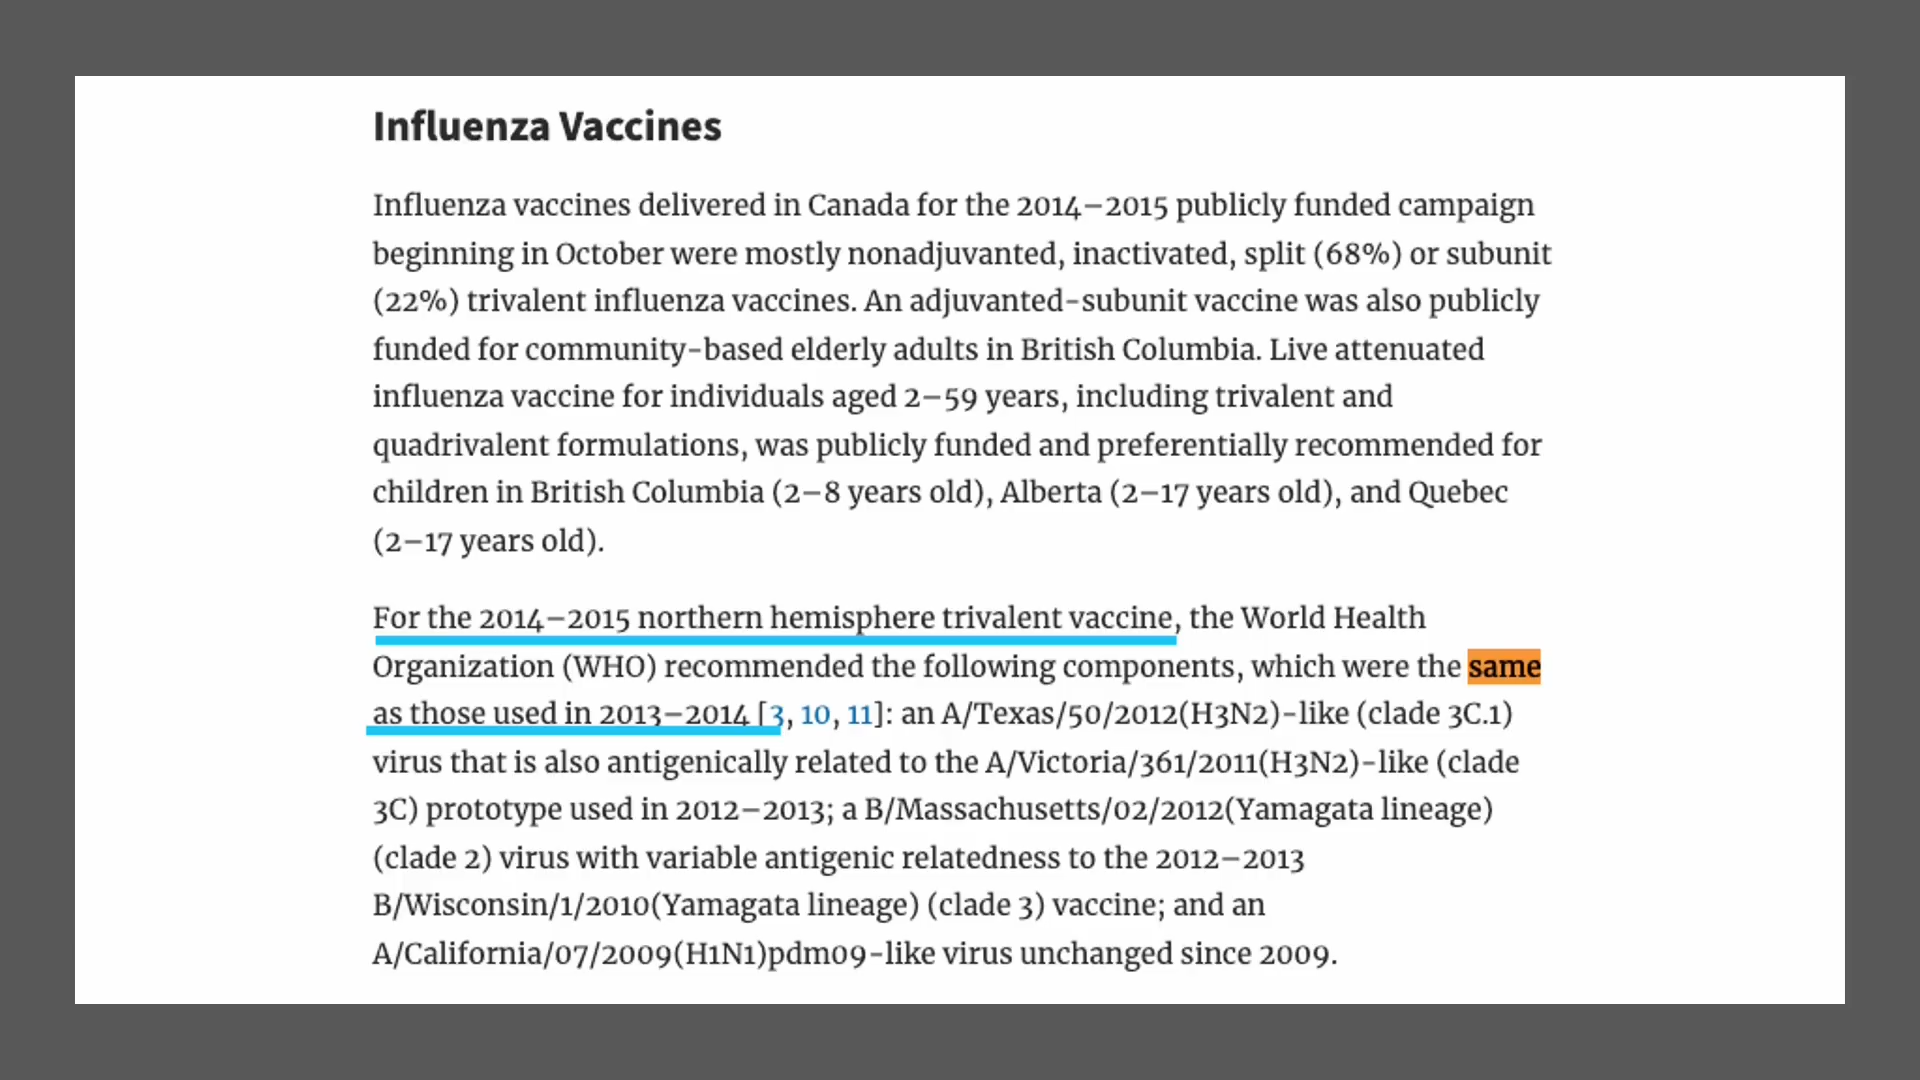 Influenza Vaccines
Influenza vaccines delivered in Canada for the 2014–2015 publicly funded campaign
beginning in October were mostly nonadjuvanted, inactivated, split (68%) or subunit
(22%) trivalent influenza vaccines. An adjuvanted-subunit vaccine was also publicly
funded for community-based elderly adults in British Columbia. Live attenuated
influenza vaccine for individuals aged 2–59 years, including trivalent and
quadrivalent formulations, was publicly funded and preferentially recommended for
children in British Columbia (2–8 years old), Alberta (2–17 years old), and Quebec
(2–17 years old).
For the 2014–2015 northern hemisphere trivalent vaccine, the World Health
Organization (WHO) recommended the following components, which were the same
as those used in 2013–2014 [3, 10, 11]: an A/Texas/50/2012(H3N2)-like (clade 3C.1)
virus that is also antigenically related to the A/Victoria/361/2011(H3N2)-like (clade
3C) prototype used in 2012–2013; a B/Massachusetts/02/2012(Yamagata lineage)
(clade 2) virus with variable antigenic relatedness to the 2012–2013
B/Wisconsin/1/2010(Yamagata lineage) (clade 3) vaccine; and an
A/California/07/2009(H1N1)pdm09-like virus unchanged since 2009.